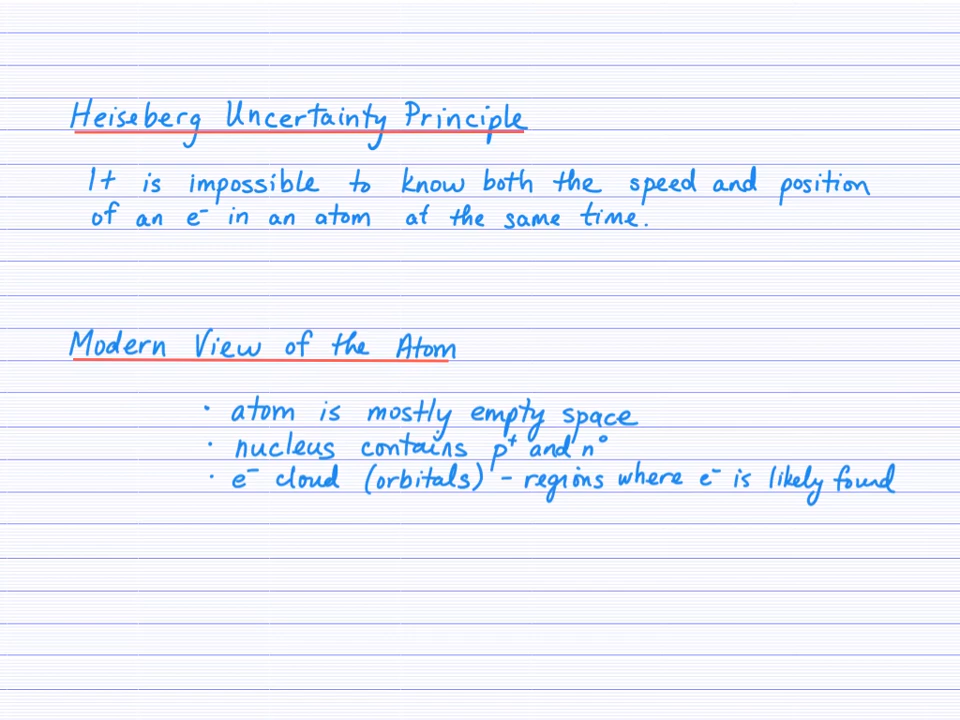 Heiseberg Uncertainty Principle
It is impossible to know both the speed and position
of an e⁻ in an atom at the same time.
Modern View of the Atom
• atom is mostly empty space
• nucleus contains p⁺ and n⁰
• e⁻ cloud (orbitals) - regions where e⁻ is likely found